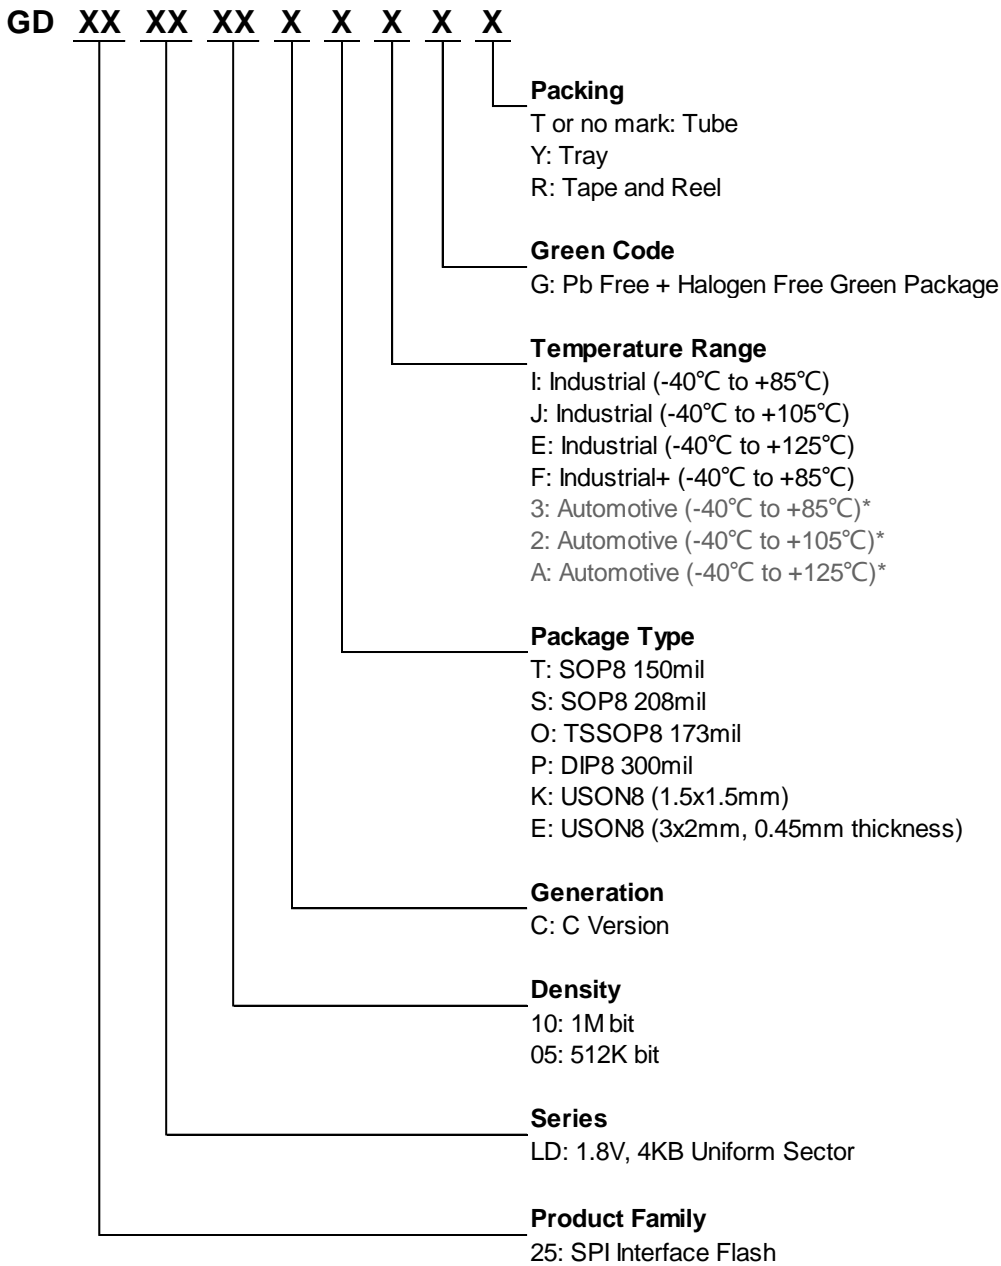 GD XX XX XX X X X X X
Packing
T or no mark: Tube
Y: Tray
R: Tape and Reel
Green Code
G: Pb Free + Halogen Free Green Package
Temperature Range
I: Industrial (-40℃ to +85℃)
J: Industrial (-40℃ to +105℃)
E: Industrial (-40℃ to +125℃)
F: Industrial+ (-40℃ to +85℃)
3: Automotive (-40℃ to +85℃)*
2: Automotive (-40℃ to +105℃)*
A: Automotive (-40℃ to +125℃)*
Package Type
T: SOP8 150mil
S: SOP8 208mil
O: TSSOP8 173mil
P: DIP8 300mil
K: USON8 (1.5x1.5mm)
E: USON8 (3x2mm, 0.45mm thickness)
Generation
C: C Version
Density
10: 1M bit
05: 512K bit
Series
LD: 1.8V, 4KB Uniform Sector
Product Family
25: SPI Interface Flash